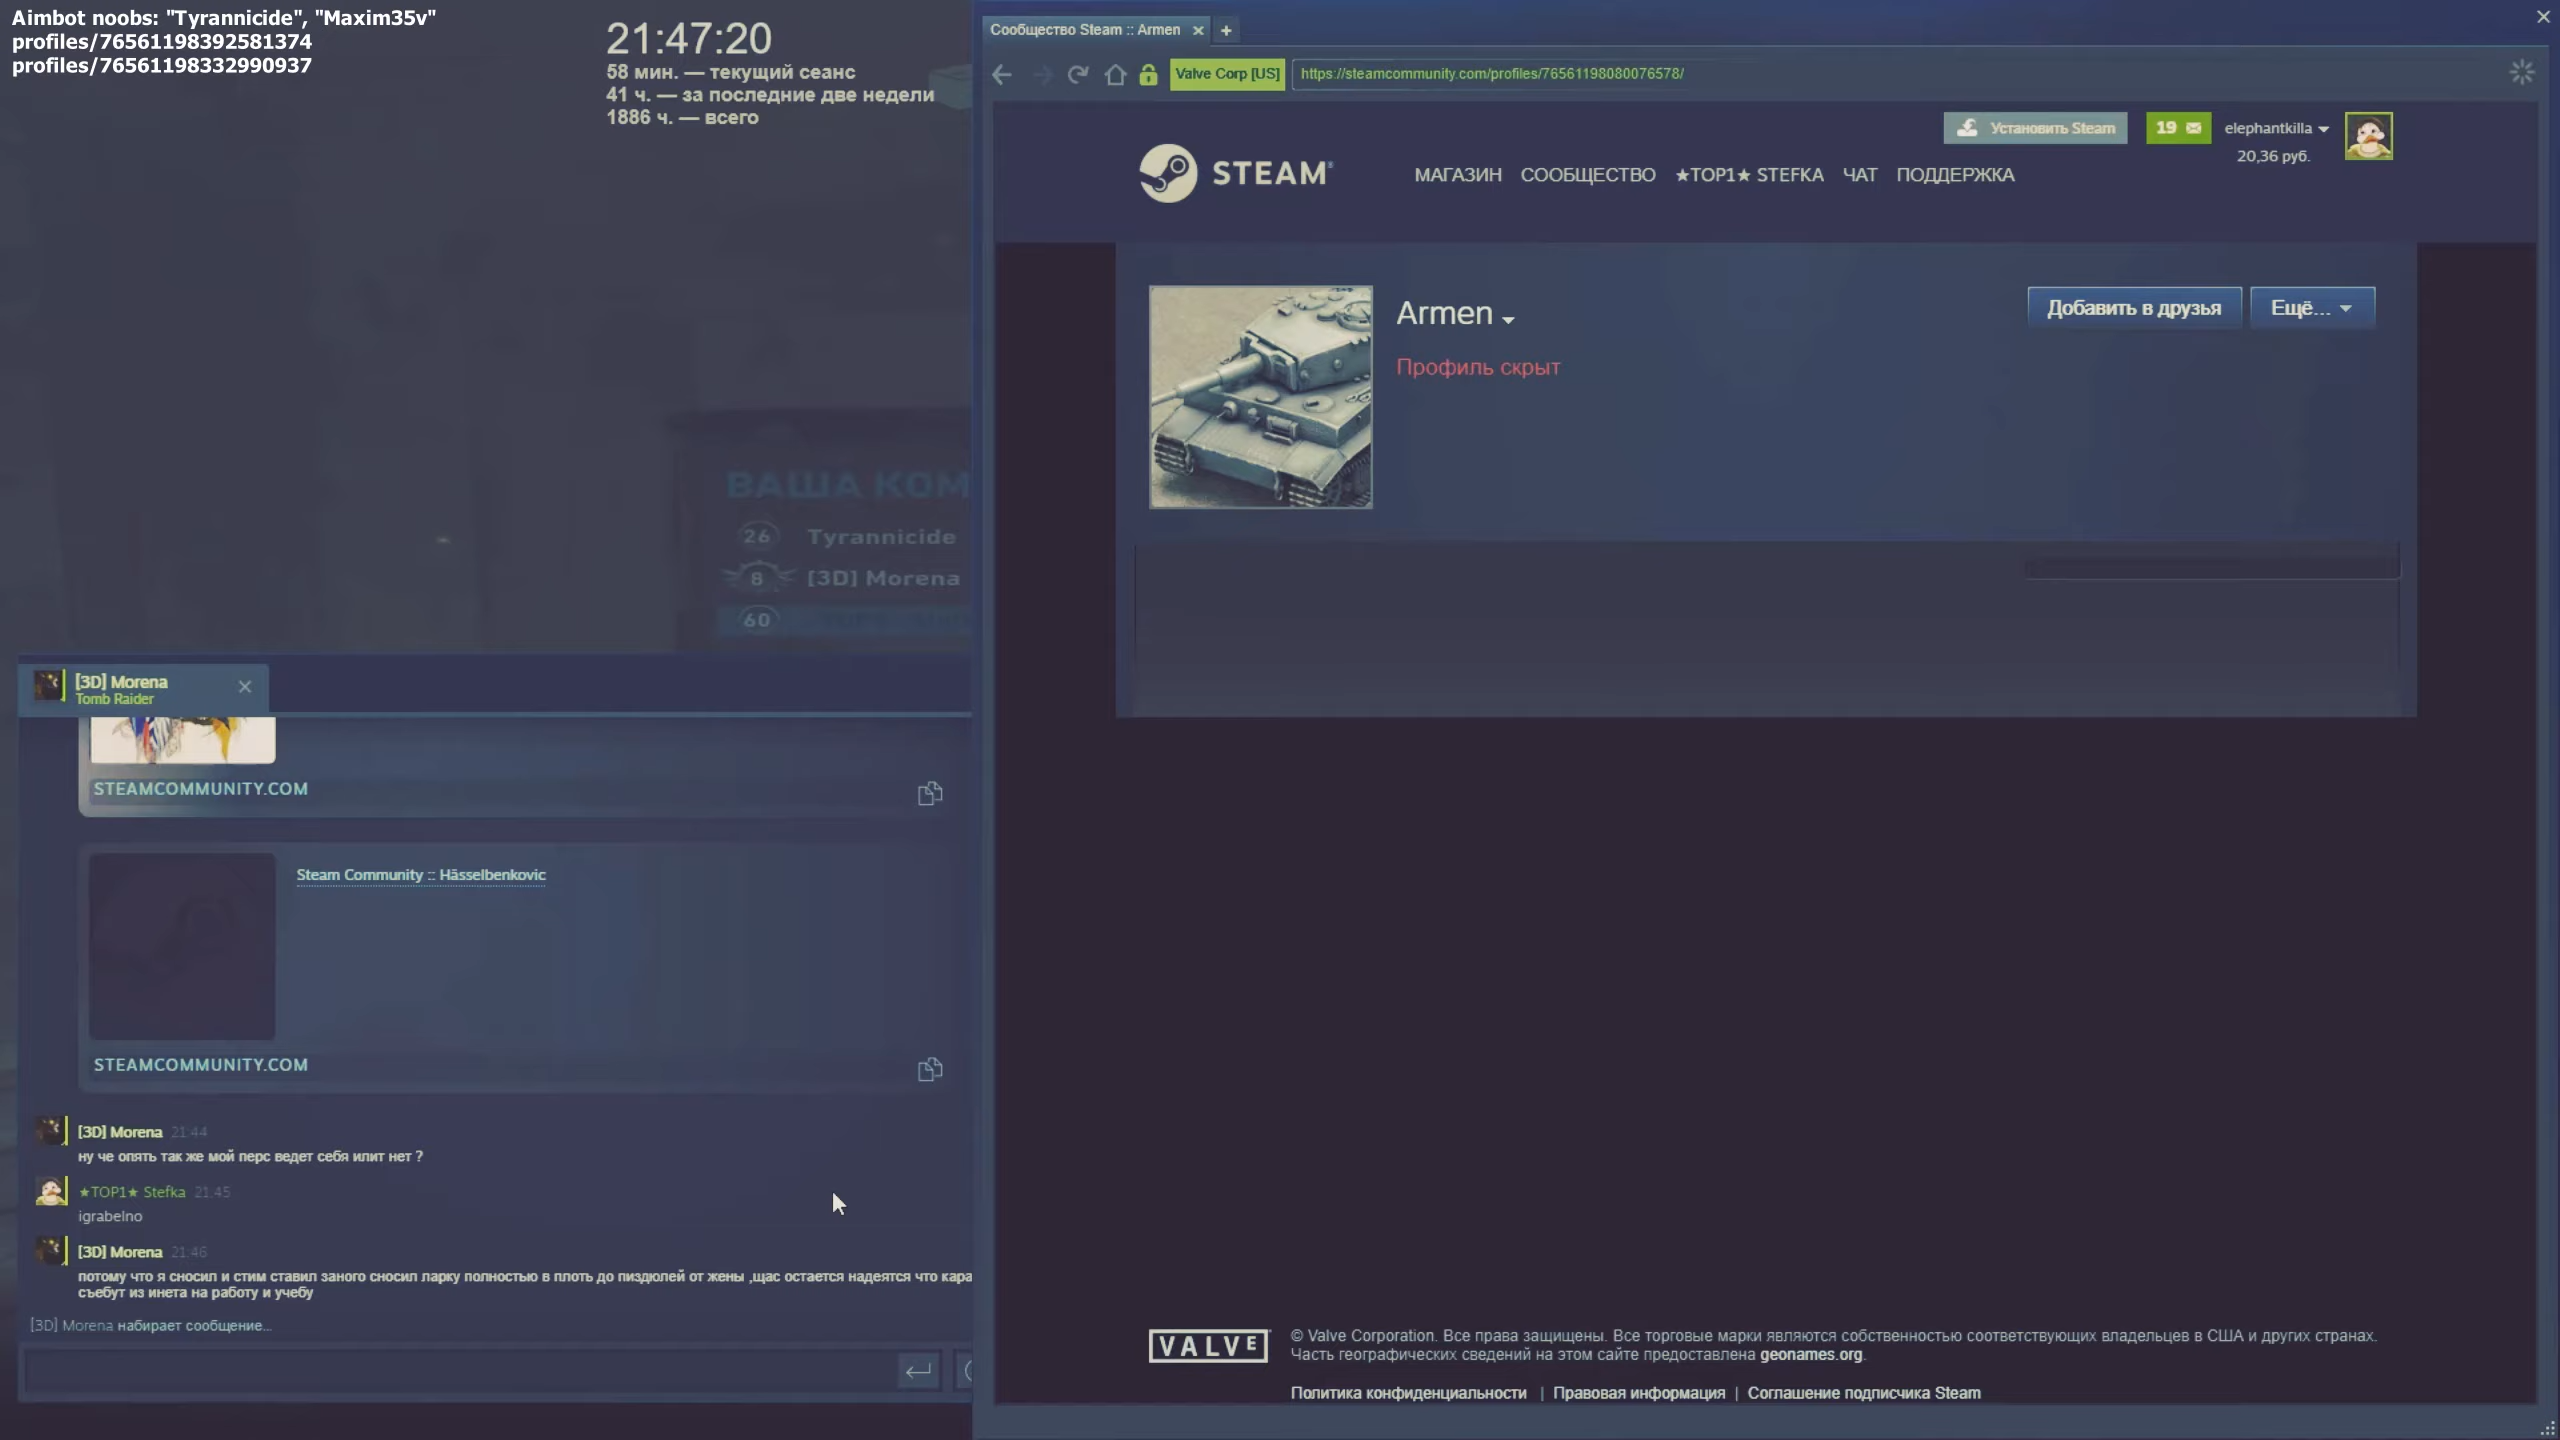 Aimbot noobs: "Tyrannicide", "Maxim35v"
profiles/76561198392581374
profiles/76561198332990937
21:47:20
58 мин. — текущий сеанс
41 ч. — за последние две недели
1886 ч. — всего
ВАША КОМ
26 Tyrannicide
8 [3D] Morena
60
[3D] Morena
Tomb Raider
STEAMCOMMUNITY.COM
Steam Community :: Hässelbenkovic
STEAMCOMMUNITY.COM
[3D] Morena 21:44
ну че опять так же мой перс ведет себя илит нет ?
★TOP1★ Stefka 21:45
igrabelno
[3D] Morena 21:46
потому что я сносил и стим ставил заного сносил ларку полностью в плоть до пиздюлей от жены ,щас остается надеятся что кара
съебут из инета на работу и учебу
[3D] Morena набирает сообщение...
Сообщество Steam :: Armen
Valve Corp [US] https://steamcommunity.com/profiles/76561198080076578/
Установить Steam 19 elephantkilla
20,36 руб.
STEAM МАГАЗИН СООБЩЕСТВО ★TOP1★ STEFKA ЧАТ ПОДДЕРЖКА
Armen
Добавить в друзья Ещё...
Профиль скрыт
VALVE
© Valve Corporation. Все права защищены. Все торговые марки являются собственностью соответствующих владельцев в США и других странах.
Часть географических сведений на этом сайте предоставлена geonames.org.
Политика конфиденциальности | Правовая информация | Соглашение подписчика Steam